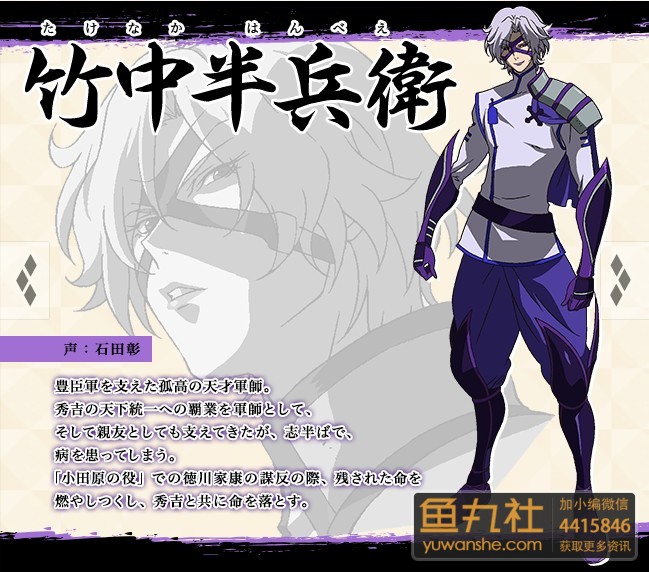 たけなか はんべえ
竹中半兵衛
声：石田彰
豊臣軍を支えた孤高の天才軍師。
秀吉の天下統一への覇業を軍師として、
そして親友としても支えてきたが、志半ばで、
病を患ってしまう。
「小田原の役」での徳川家康の謀反の際、残された命を
燃やしつくし、秀吉と共に命を落とす。
鱼丸社
yuwanshe.com
加小编微信
4415846
获取更多资讯